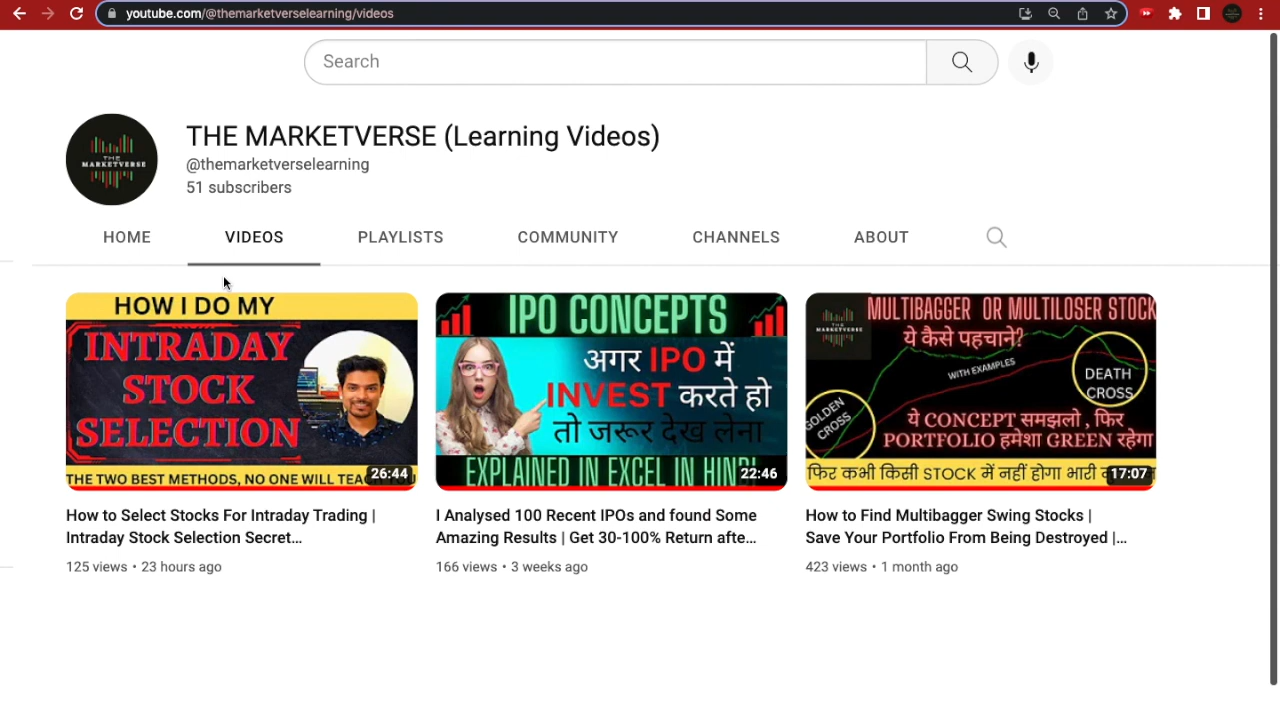 youtube.com/@themarketverselearning/videos
Search
THE
MARKETVERSE
THE MARKETVERSE (Learning Videos)
@themarketverselearning
51 subscribers
HOME
VIDEOS
PLAYLISTS
COMMUNITY
CHANNELS
ABOUT
HOW I DO MY
INTRADAY
STOCK
SELECTION
THE TWO BEST METHODS, NO ONE WILL
26:44
How to Select Stocks For Intraday Trading |
Intraday Stock Selection Secret...
125 views • 23 hours ago
IPO CONCEPTS
अगर IPO में
INVEST करते हो
तो जरूर देख लेना
EXPLAINED IN EXCEL IN HINDI
22:46
I Analysed 100 Recent IPOs and found Some
Amazing Results | Get 30-100% Return afte...
166 views • 3 weeks ago
THE
MARKETVERSE
MULTIBAGGER OR MULTILOSER STOCK
ये कैसे पहचाने?
WITH EXAMPLES
DEATH
CROSS
GOLDEN
CROSS
ये CONCEPT समझलो , फिर
PORTFOLIO हमेशा GREEN रहेगा
फिर कभी किसी STOCK में नहीं होगा भारी
17:07
How to Find Multibagger Swing Stocks |
Save Your Portfolio From Being Destroyed |...
423 views • 1 month ago